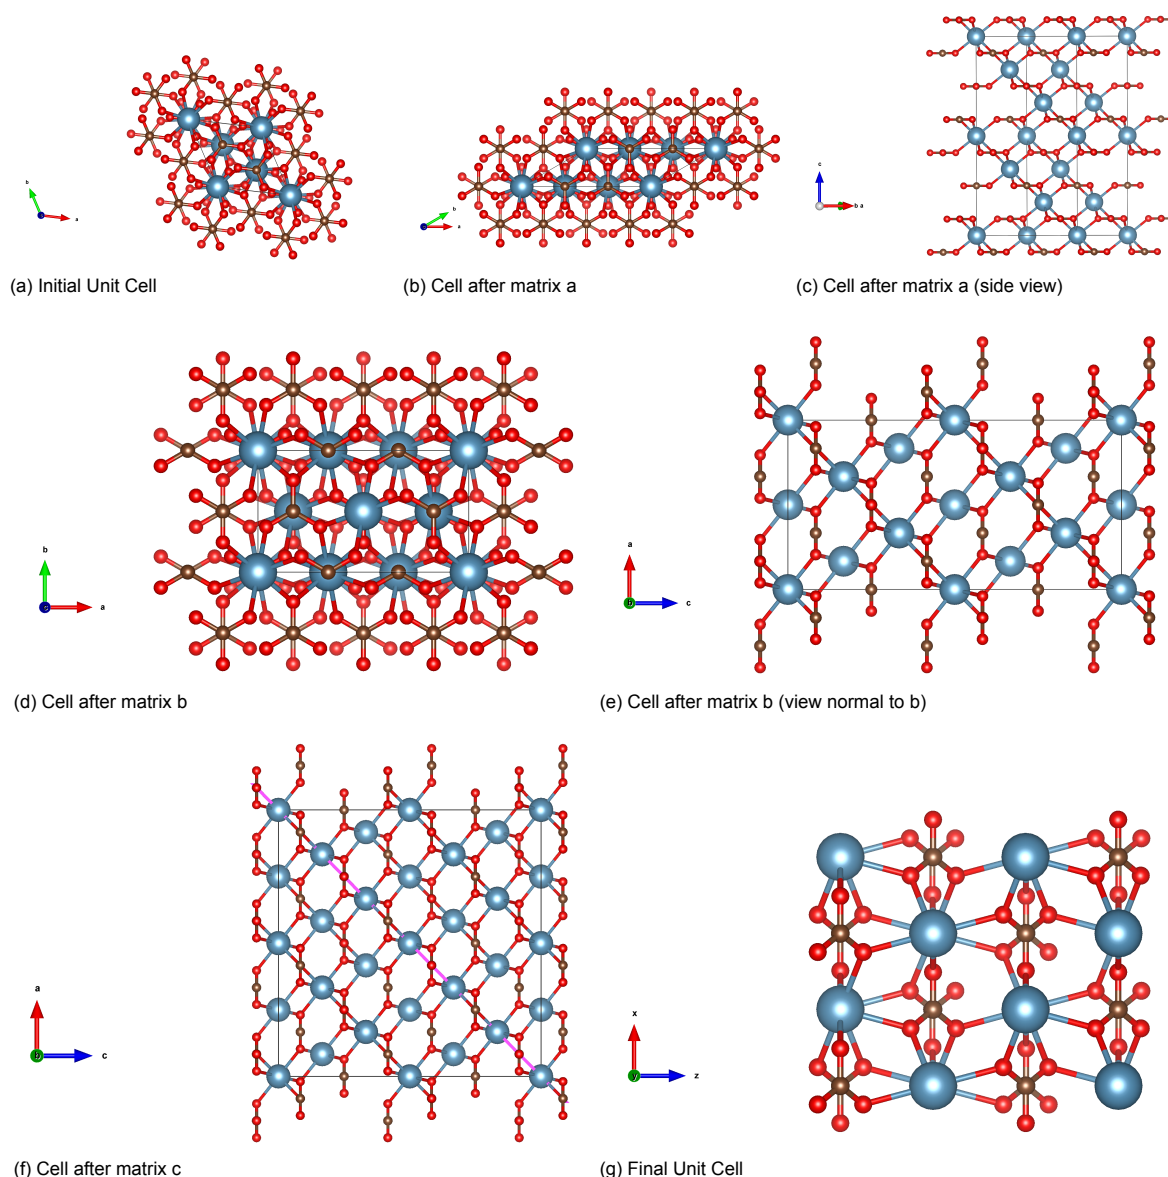 b
a
(a) Initial Unit Cell
b
a
(b) Cell after matrix a
c
b a
(c) Cell after matrix a (side view)
b
a
(d) Cell after matrix b
a
b
c
(e) Cell after matrix b (view normal to b)
a
b
c
(f) Cell after matrix c
x
y
z
(g) Final Unit Cell